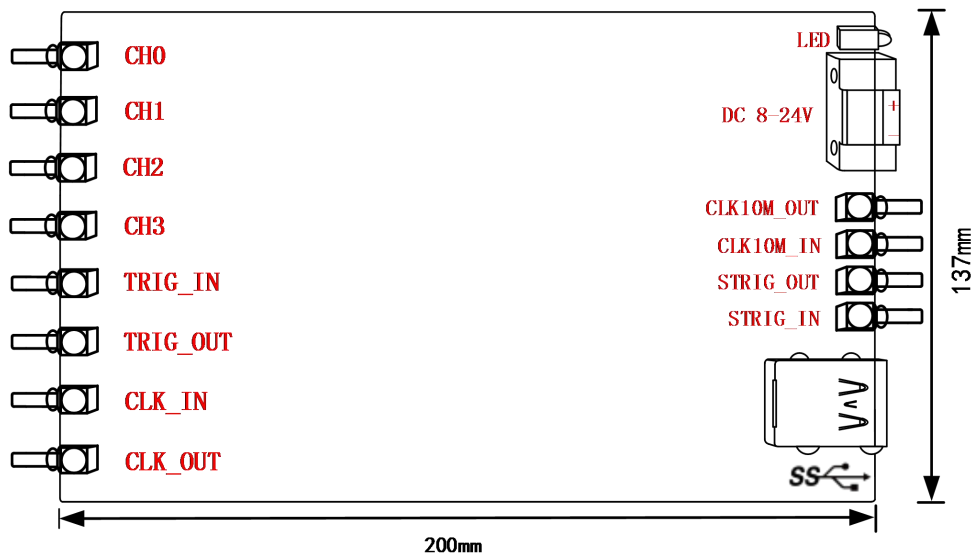 CH0
CH1
CH2
CH3
TRIG_IN
TRIG_OUT
CLK_IN
CLK_OUT
LED
DC 8-24V
+
-
CLK10M_OUT
CLK10M_IN
STRIG_OUT
STRIG_IN
SS
137mm
200mm